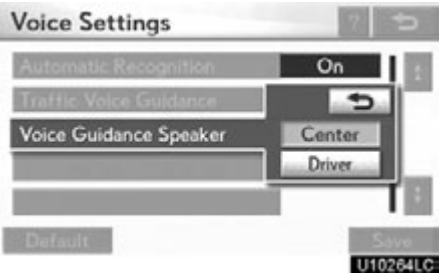 Voice Settings
?
Automatic Recognition On
Traffic Voice Guidance
Voice Guidance Speaker Center
Driver
Default Save
U10264LC